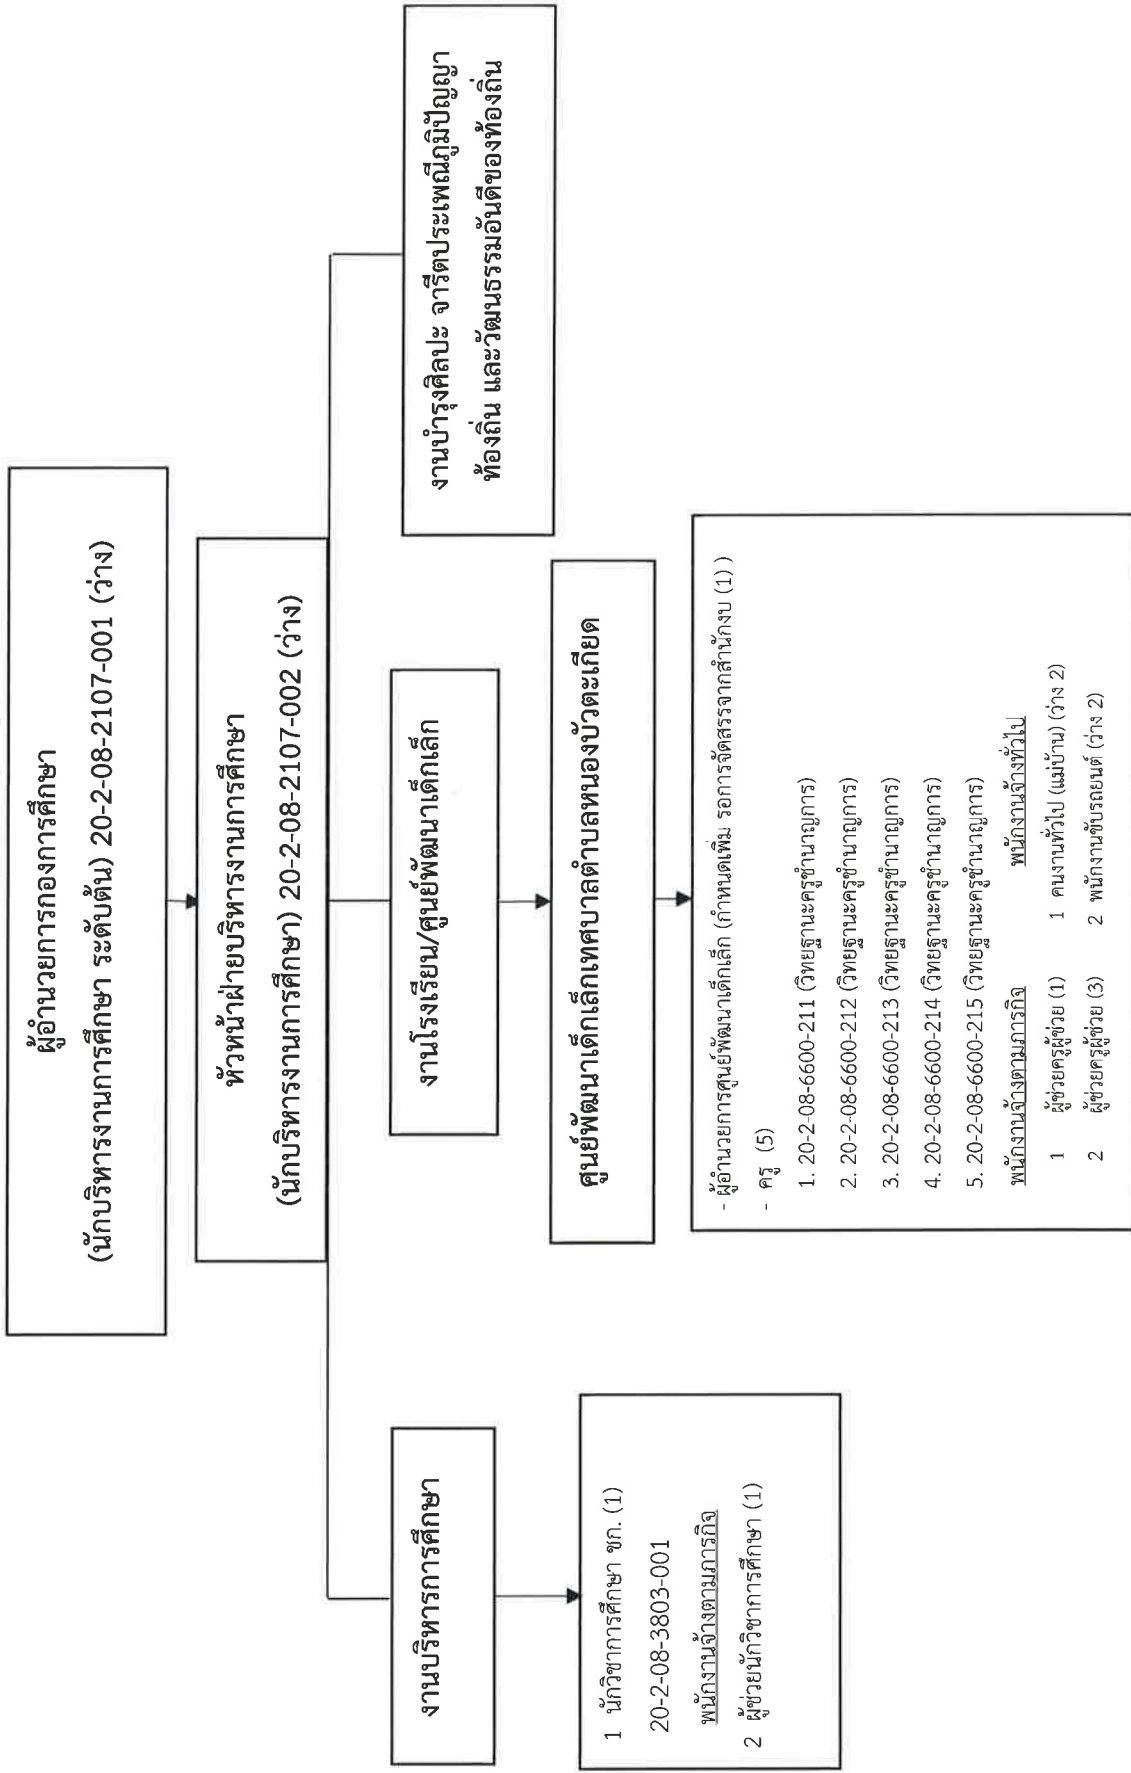 ผู้อำนวยการกองการศึกษา
(นักบริหารงานการศึกษา ระดับต้น) 20-2-08-2107-001 (ว่าง)
หัวหน้าฝ่ายบริหารงานการศึกษา
(นักบริหารงานการศึกษา) 20-2-08-2107-002 (ว่าง)
งานบริหารการศึกษา
1 นักวิชาการศึกษา ชก. (1)
20-2-08-3803-001
พนักงานจ้างตามภารกิจ
2 ผู้ช่วยนักวิชาการศึกษา (1)
งานโรงเรียน/ศูนย์พัฒนาเด็กเล็ก
ศูนย์พัฒนาเด็กเล็กเทศบาลตำบลหนองบัวตะเกียด
- ผู้อำนวยการศูนย์พัฒนาเด็กเล็ก (กำหนดเพิ่ม รอการจัดสรรจากสำนักงบ (1) )
- ครู (5)
1. 20-2-08-6600-211 (วิทยฐานะครูชำนาญการ)
2. 20-2-08-6600-212 (วิทยฐานะครูชำนาญการ)
3. 20-2-08-6600-213 (วิทยฐานะครูชำนาญการ)
4. 20-2-08-6600-214 (วิทยฐานะครูชำนาญการ)
5. 20-2-08-6600-215 (วิทยฐานะครูชำนาญการ)
พนักงานจ้างตามภารกิจ
1 ผู้ช่วยครูผู้ช่วย (1)
2 ผู้ช่วยครูผู้ช่วย (3)
พนักงานจ้างทั่วไป
1 คนงานทั่วไป (แม่บ้าน) (ว่าง 2)
2 พนักงานขับรถยนต์ (ว่าง 2)
งานบำรุงศิลปะ จารีตประเพณีภูมิปัญญา
ท้องถิ่น และวัฒนธรรมอันดีของท้องถิ่น